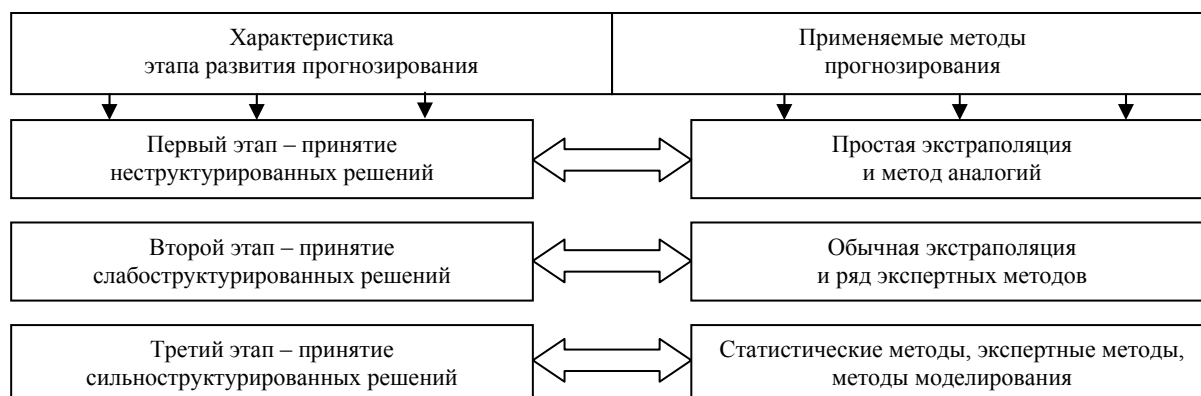 Характеристика
этапа развития прогнозирования
Применяемые методы
прогнозирования
Первый этап – принятие
неструктурированных решений
Простая экстраполяция
и метод аналогий
Второй этап – принятие
слабоструктурированных решений
Обычная экстраполяция
и ряд экспертных методов
Третий этап – принятие
сильноструктурированных решений
Статистические методы, экспертные методы,
методы моделирования